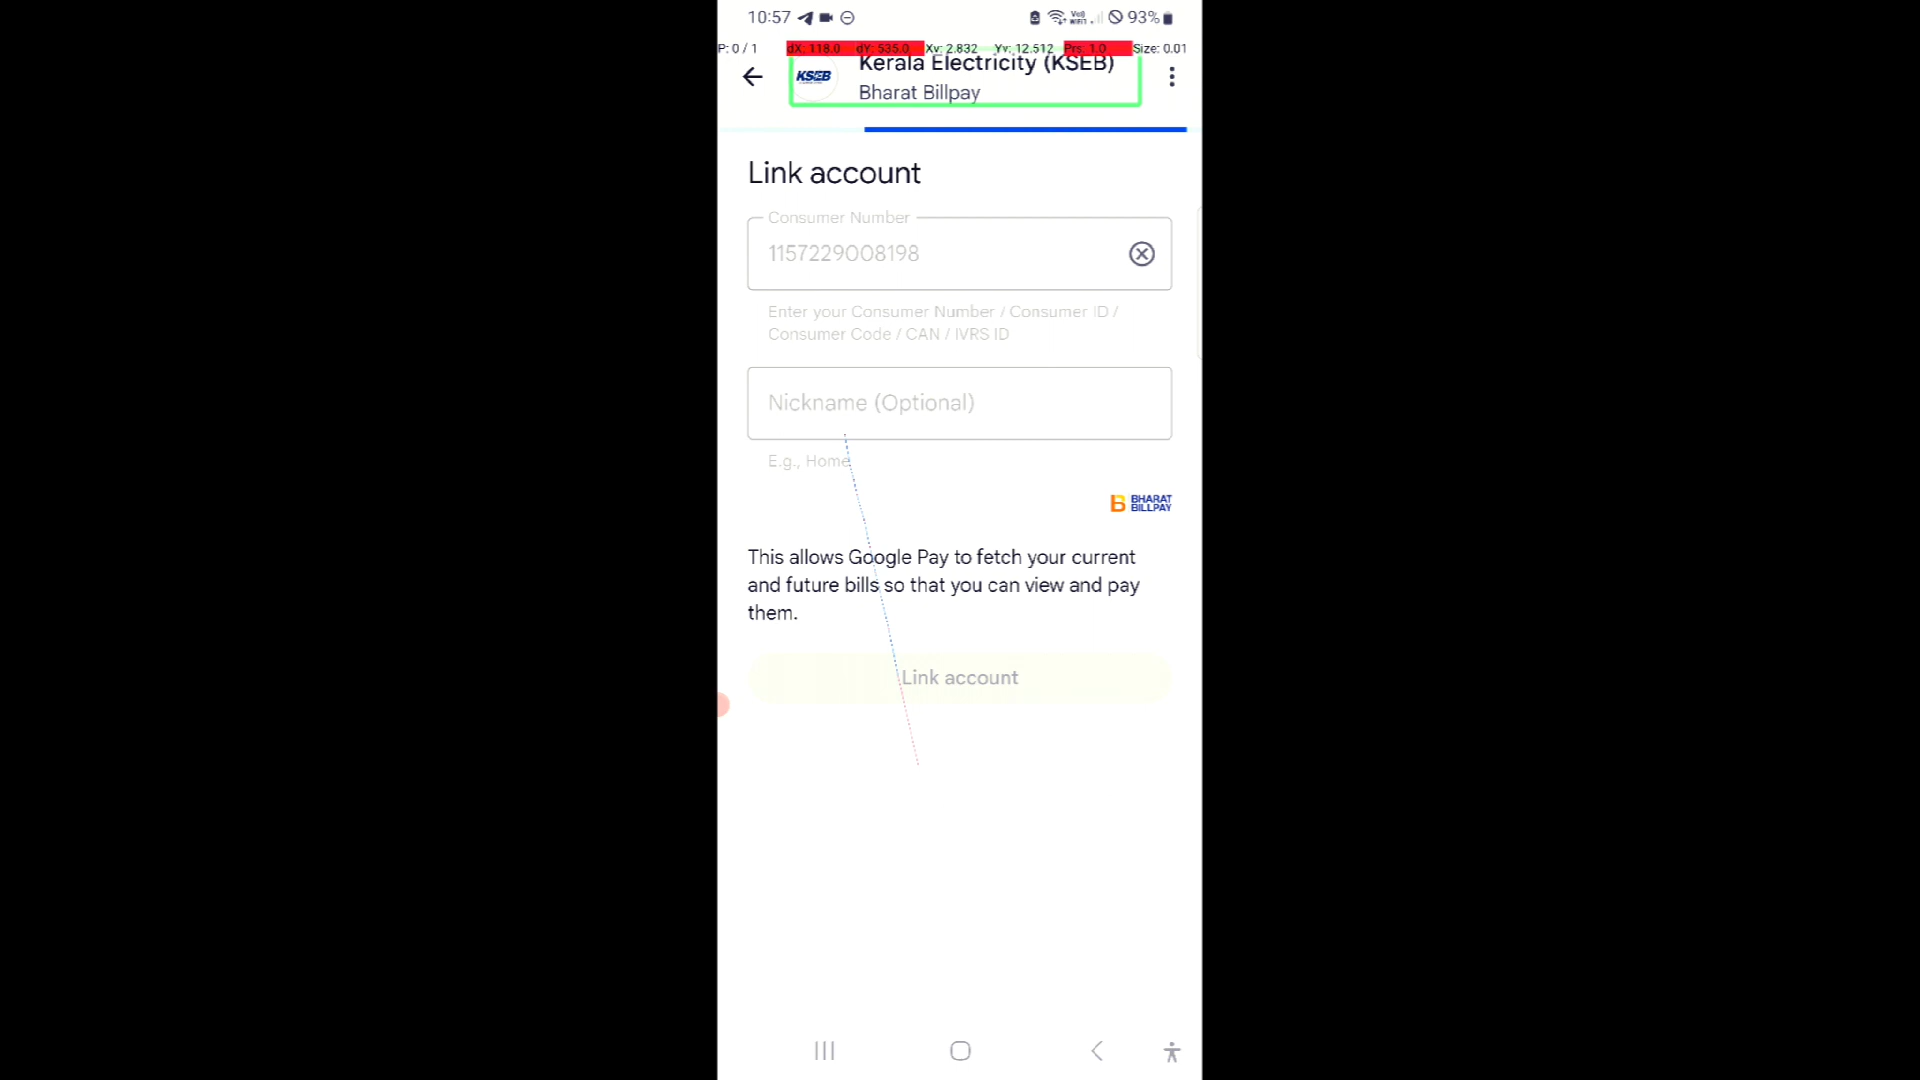 10:57
Vo)) WIFI1 93%
P: 0 / 1 dX: 118.0 dY: 535.0 Xv: 2.832 Yv: 12.512 Prs: 1.0 Size: 0.01
KSEB
Kerala Electricity (KSEB)
Bharat Billpay
Link account
Consumer Number
1157229008198
Enter your Consumer Number / Consumer ID /
Consumer Code / CAN / IVRS ID
Nickname (Optional)
E.g., Home
BHARAT
BILLPAY
This allows Google Pay to fetch your current
and future bills so that you can view and pay
them.
Link account